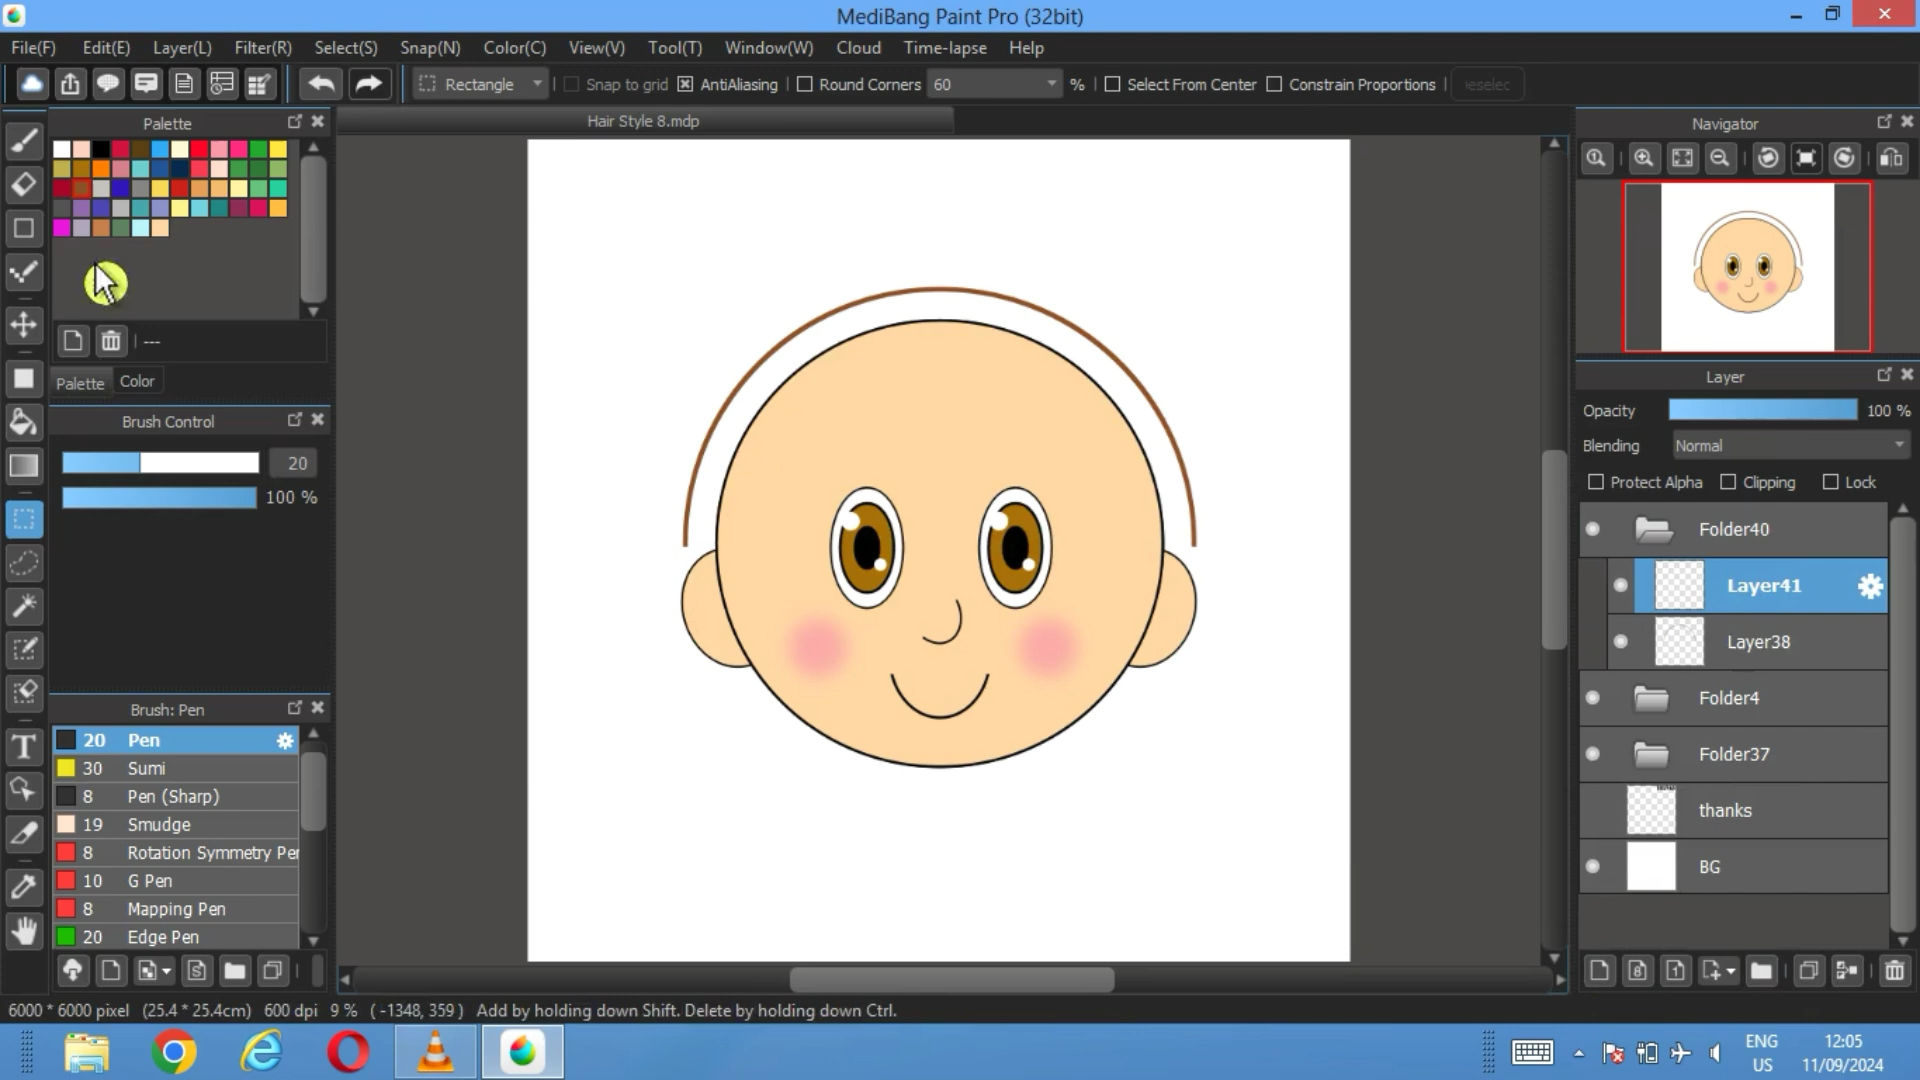 MediBang Paint Pro (32bit)
File(F) Edit(E) Layer(L) Filter(R) Select(S) Snap(N) Color(C) View(V) Tool(T) Window(W) Cloud Time-lapse Help
Rectangle Snap to grid AntiAliasing Round Corners 60 % Select From Center Constrain Proportions eselec
Palette
Hair Style 8.mdp
Navigator
---
Palette Color
Brush Control
20
100 %
Brush: Pen
20 Pen
30 Sumi
8 Pen (Sharp)
19 Smudge
8 Rotation Symmetry Per
10 G Pen
8 Mapping Pen
20 Edge Pen
Layer
Opacity 100 %
Blending Normal
Protect Alpha Clipping Lock
Folder40
Layer41
Layer38
Folder4
Folder37
thanks
BG
6000 * 6000 pixel (25.4 * 25.4cm) 600 dpi 9 % ( -1348, 359 ) Add by holding down Shift. Delete by holding down Ctrl.
ENG
US
12:05
11/09/2024